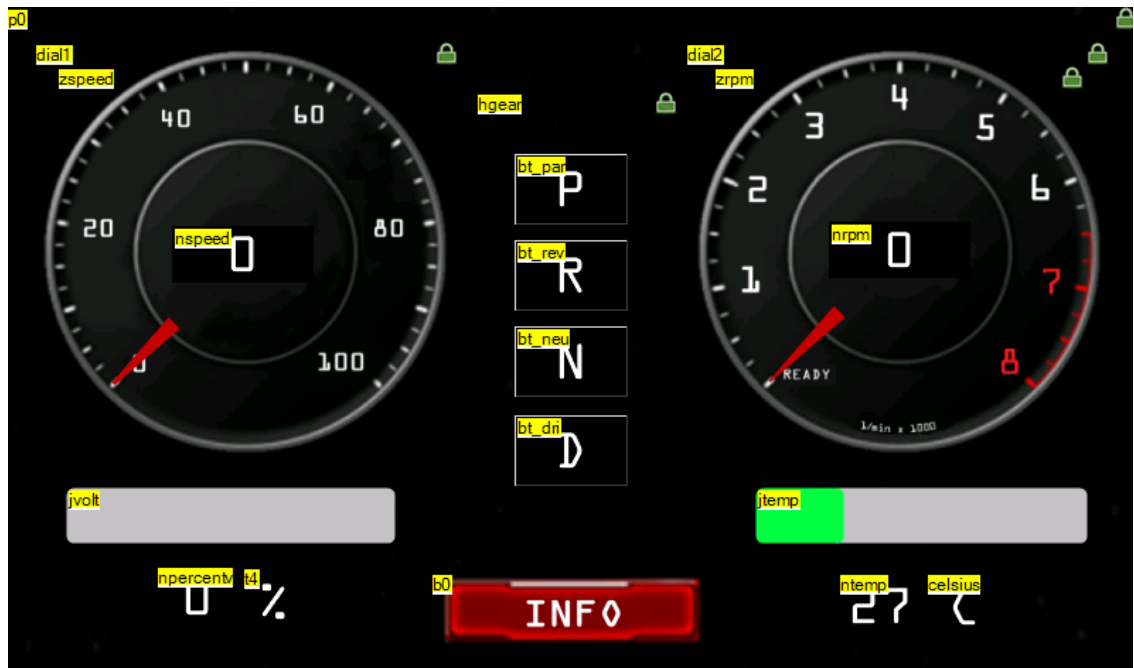 p0
dial1
zspeed
40
60
20
80
nspeed
0
0
100
hgear
bt_par
P
bt_rev
R
bt_neu
N
bt_dri
D
dial2
zrpm
4
3
5
2
6
nrpm
0
1
7
READY
8
1/min x 1000
jvolt
jtemp
npercentv t4
0 %
b0
INFO
ntemp celsius
27 C